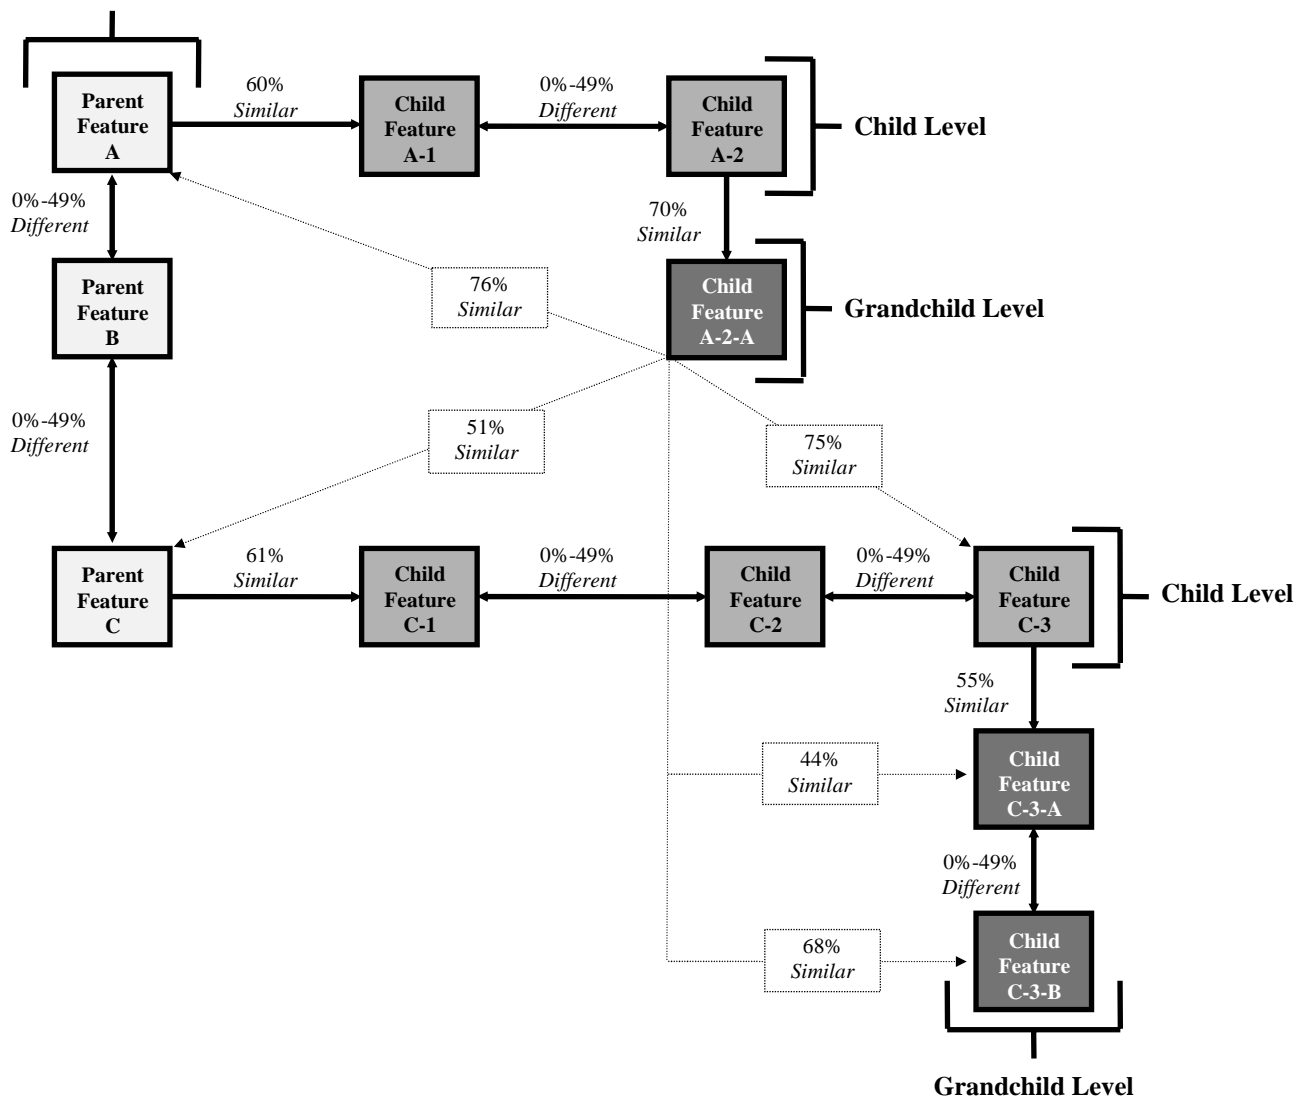 Parent
Feature
A
60%
Similar
Child
Feature
A-1
0%-49%
Different
Child
Feature
A-2
Child Level
0%-49%
Different
70%
Similar
Parent
Feature
B
76%
Similar
Child
Feature
A-2-A
Grandchild Level
0%-49%
Different
51%
Similar
75%
Similar
Parent
Feature
C
61%
Similar
Child
Feature
C-1
0%-49%
Different
Child
Feature
C-2
0%-49%
Different
Child
Feature
C-3
Child Level
55%
Similar
44%
Similar
Child
Feature
C-3-A
0%-49%
Different
68%
Similar
Child
Feature
C-3-B
Grandchild Level